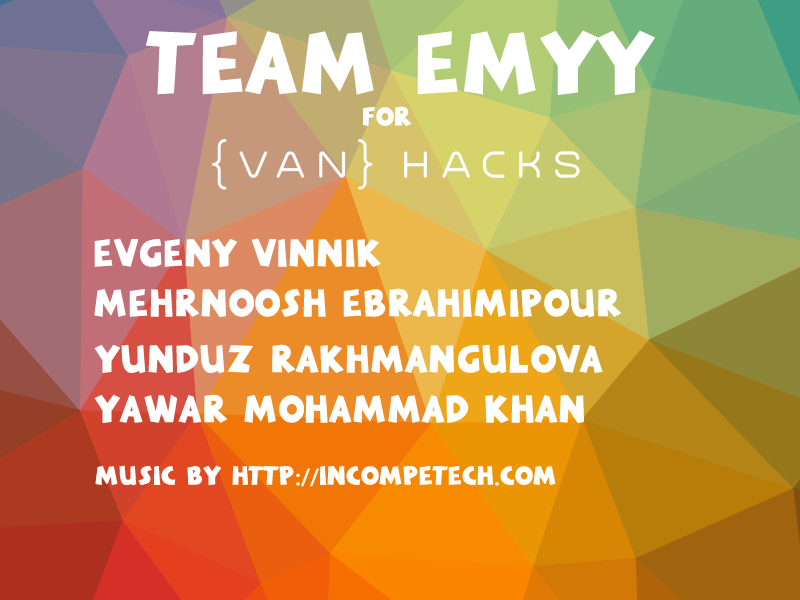 TEAM EMYY
FOR
{VAN} HACKS
EVGENY VINNIK
MEHRNOOSH EBRAHIMIPOUR
YUNDUZ RAKHMANGULOVA
YAWAR MOHAMMAD KHAN
MUSIC BY HTTP://INCOMPETECH.COM